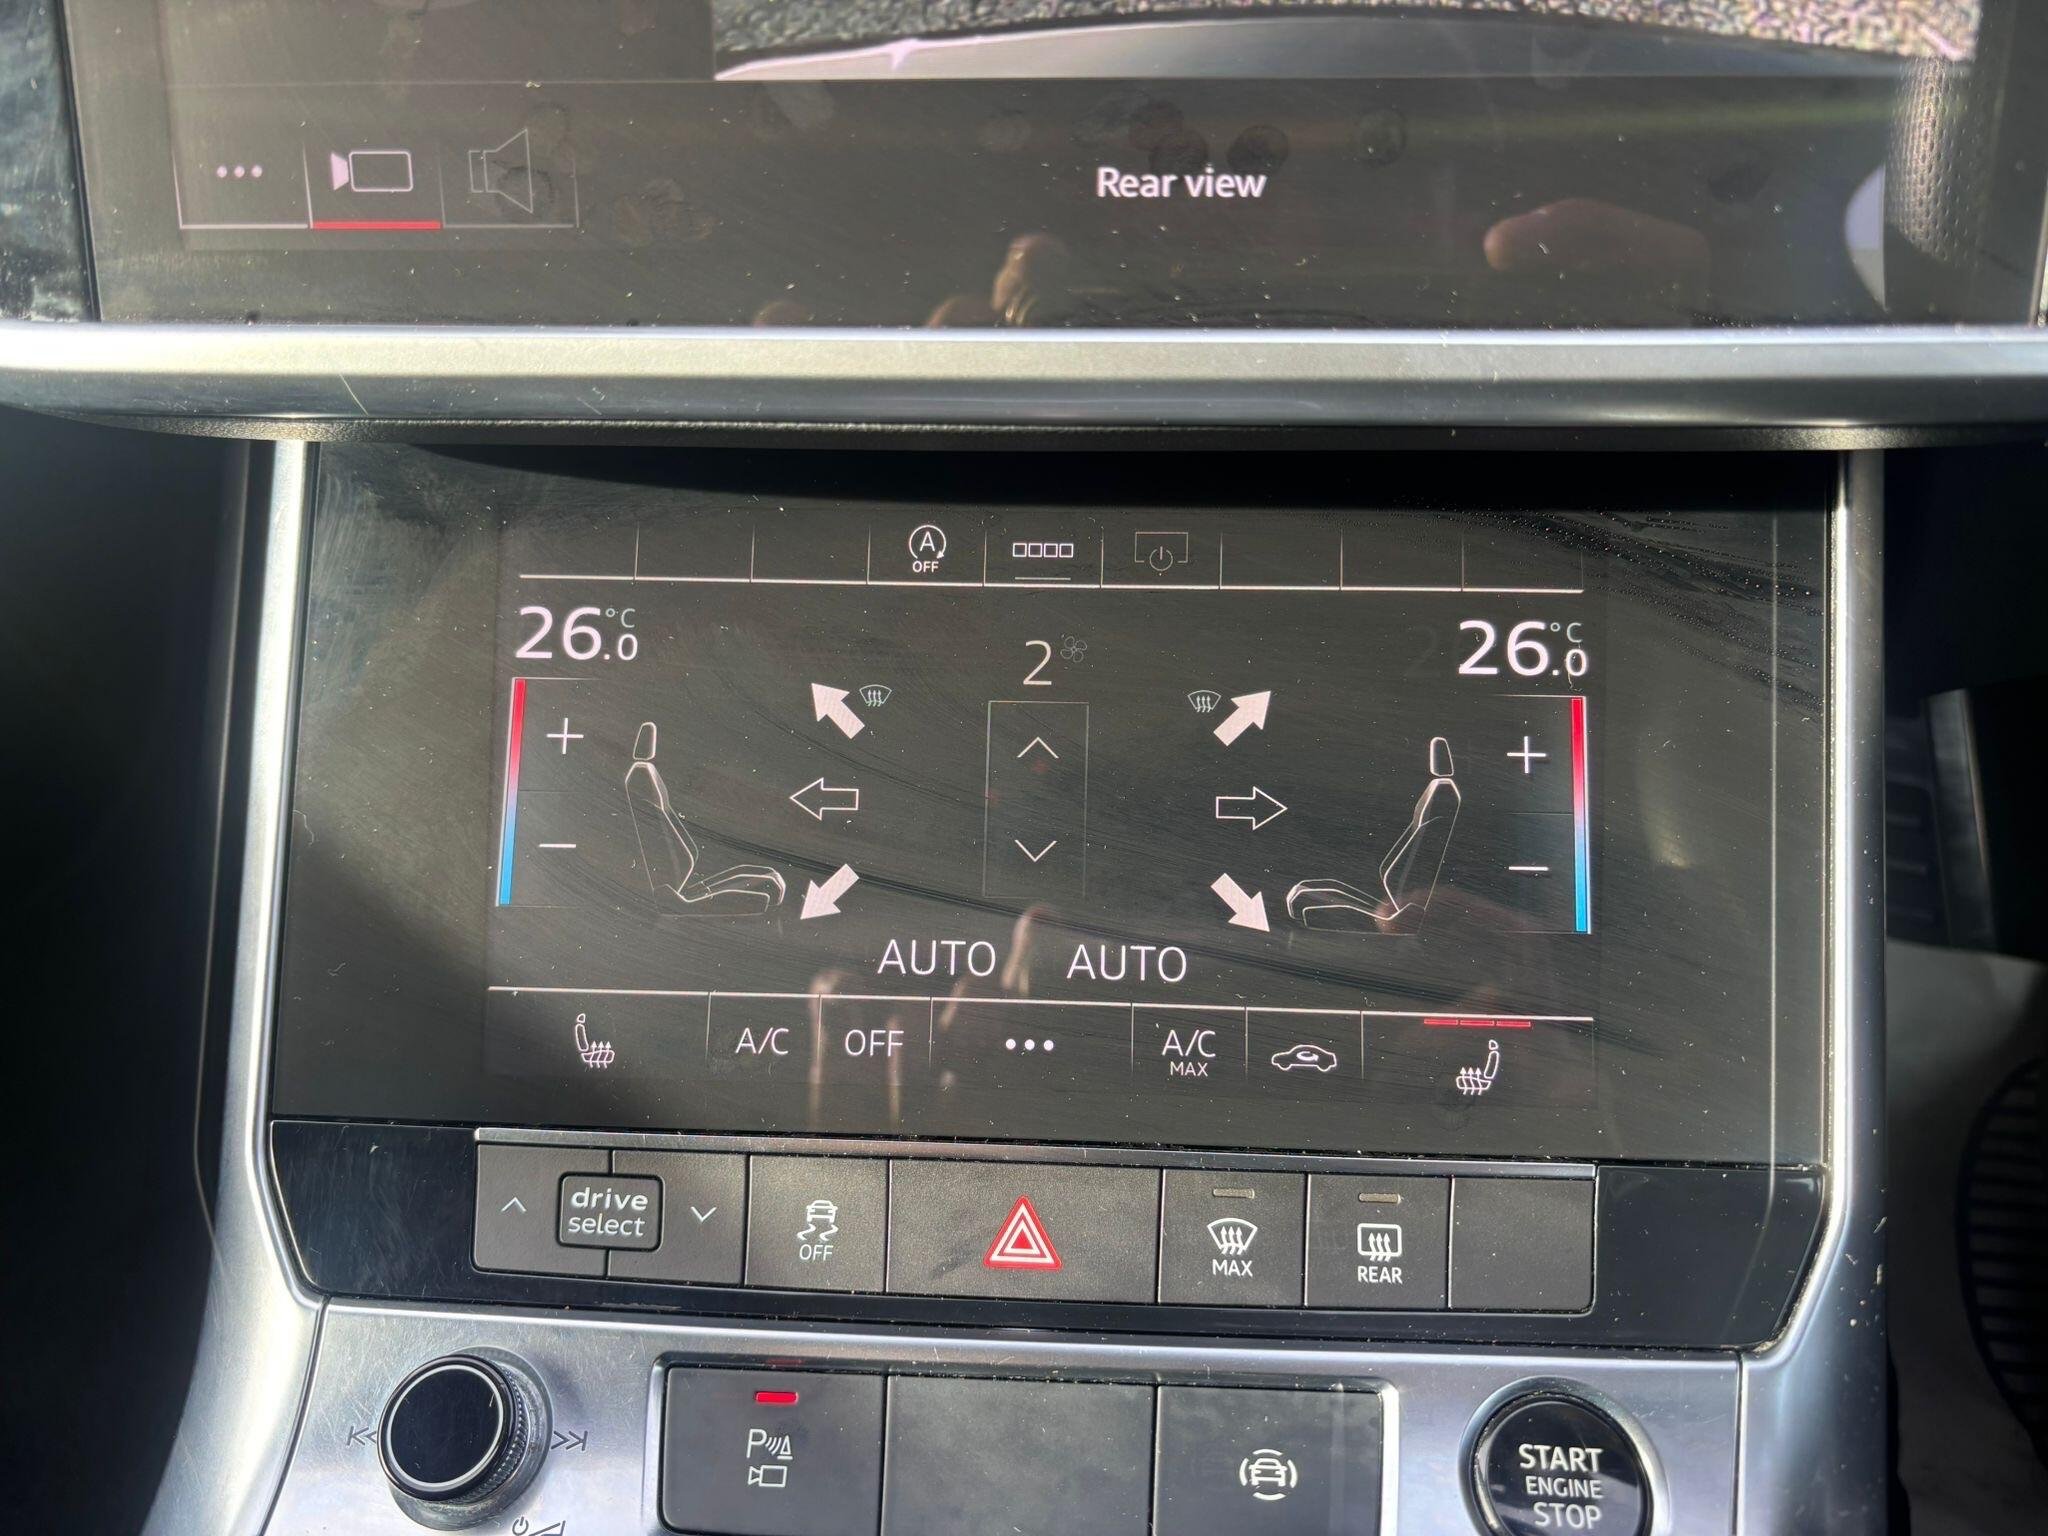 Rear view
A
OFF
26.0 °C
2
26.0 °C
AUTO AUTO
A/C
OFF
A/C
MAX
drive
select
OFF
MAX
REAR
P
START
ENGINE
STOP